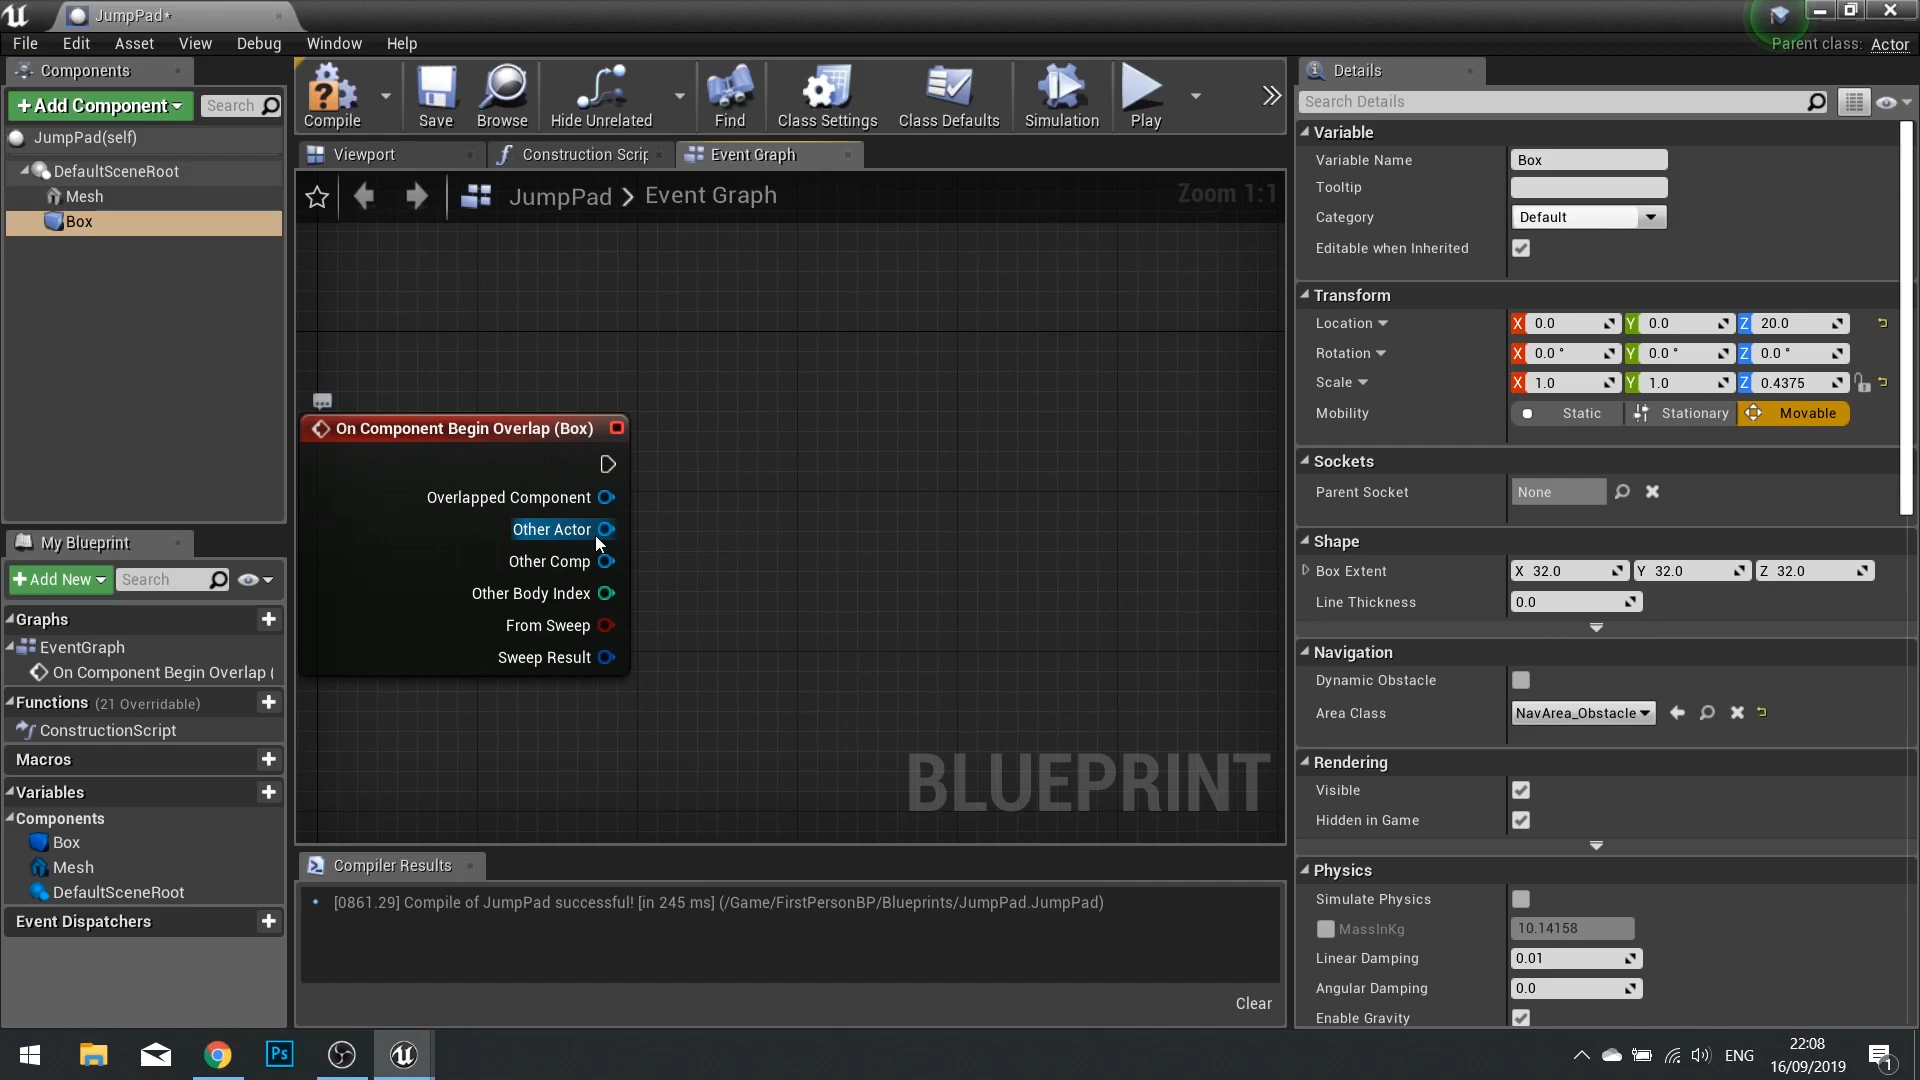 JumpPad*
File Edit Asset View Debug Window Help
Parent class: Actor
Components
+Add Component Search
JumpPad(self)
DefaultSceneRoot
Mesh
Box
Compile Save Browse Hide Unrelated Find Class Settings Class Defaults Simulation Play
Viewport Construction Scrip Event Graph
JumpPad > Event Graph
Zoom 1:1
On Component Begin Overlap (Box)
Overlapped Component
Other Actor
Other Comp
Other Body Index
From Sweep
Sweep Result
BLUEPRINT
My Blueprint
+Add New Search
Graphs
EventGraph
On Component Begin Overlap (
Functions (21 Overridable)
ConstructionScript
Macros
Variables
Components
Box
Mesh
DefaultSceneRoot
Event Dispatchers
Compiler Results
[0861.29] Compile of JumpPad successful! [in 245 ms] (/Game/FirstPersonBP/Blueprints/JumpPad.JumpPad)
Clear
Details
Search Details
Variable
Variable Name Box
Tooltip
Category Default
Editable when Inherited
Transform
Location X 0.0 Y 0.0 Z 20.0
Rotation X 0.0 ° Y 0.0 ° Z 0.0 °
Scale X 1.0 Y 1.0 Z 0.4375
Mobility Static Stationary Movable
Sockets
Parent Socket None
Shape
Box Extent X 32.0 Y 32.0 Z 32.0
Line Thickness 0.0
Navigation
Dynamic Obstacle
Area Class NavArea_Obstacle
Rendering
Visible
Hidden in Game
Physics
Simulate Physics
MassInKg 10.14158
Linear Damping 0.01
Angular Damping 0.0
Enable Gravity
Ps
ENG
22:08
16/09/2019
1